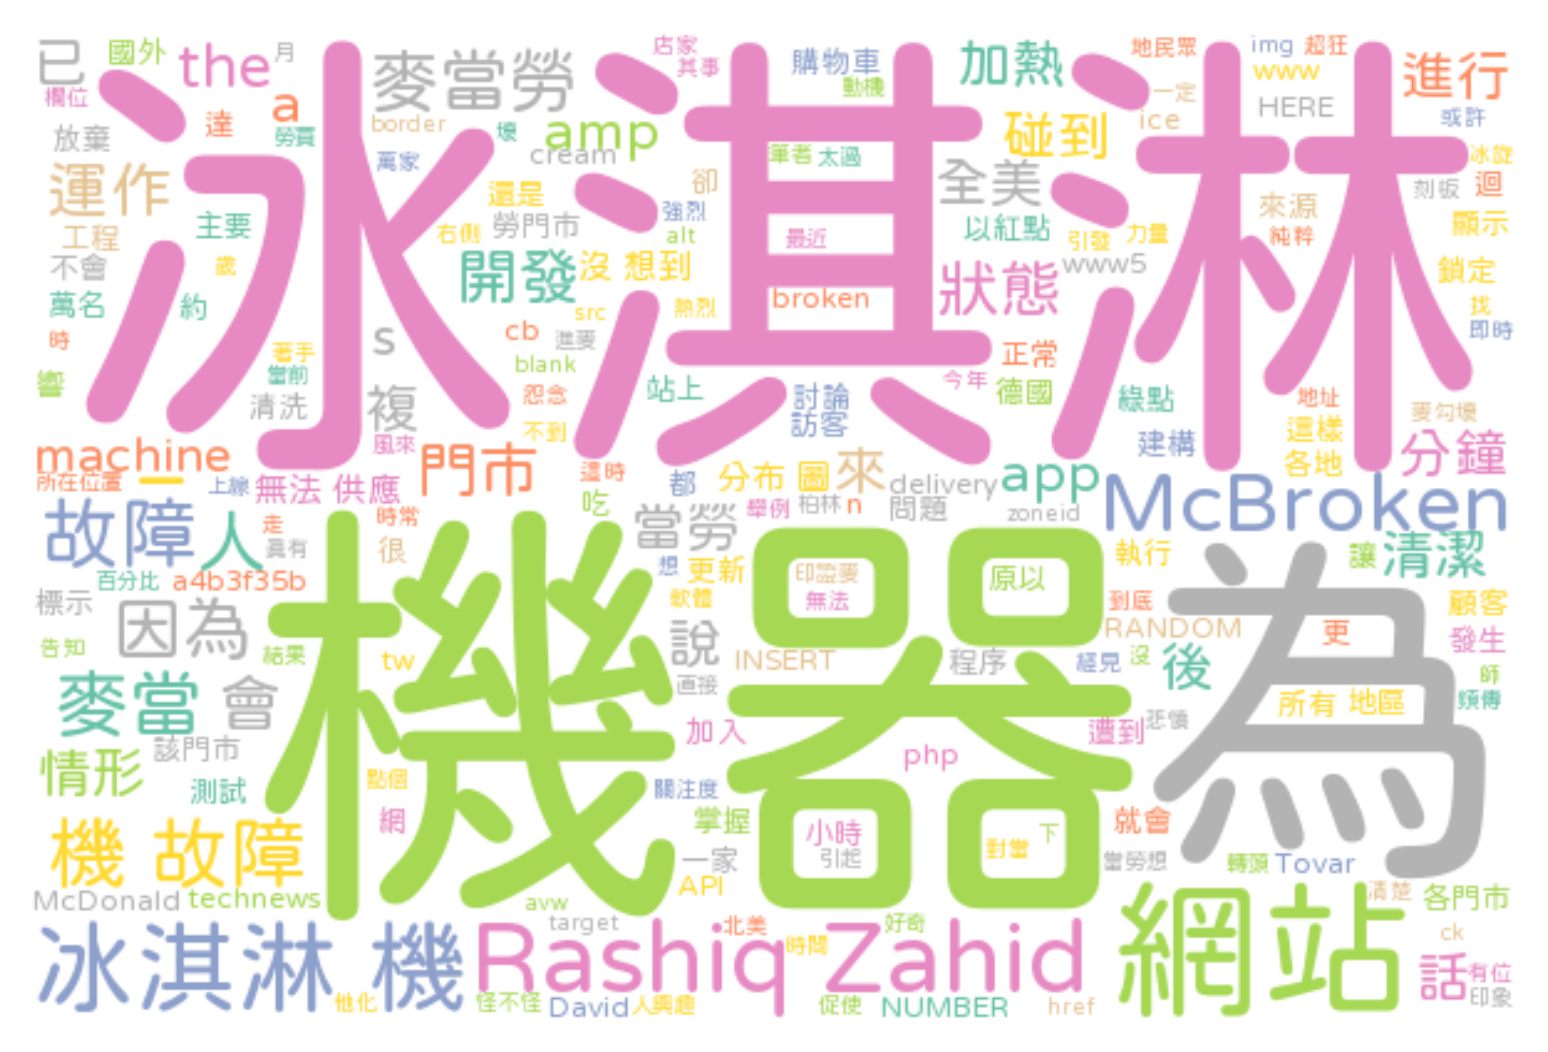 已 國外 the 月 麥當勞 冰淇淋 店家 其事 購物車 動機 加熱 地民眾 img 超狂 www 進行
欄位 放棄 達 a 勞賣 border 壞 amp cream 筆者 太過 碰到 一定 ice HERE 或許
運作 萬家 還是 卻 全美 冰旋 刻板 迴
工程 主要 右側 勞門市 強烈 alt 最近 以紅點 引發 力量 來源 純粹 顯示
不會 歲 開發 沒 想到 狀態 www5 鎖定
萬名 約 src 熱烈 broken 找 即時
時 s cb 進麥 正常
響 著手 當前 blank 站上 今年 德國 綠點 地址 要勾壞
清洗 複 怨念 討論 訪客 這樣
machine 風來 門市 不到 建構 各地 分鐘
所在位置 一 上線 無法 供應 這時 都 分布 圖 來 delivery app McBroken
故障 人 走 時常 吃 當勞 舉例 柏林 n 問題 zoneid
機器 為 真有 很 原以 執行 讓 清潔
百分比 a4b3f35b 想 更新 印證麥
標示 因為 軟體 無法 到底 顧客
告知 結果 tw 說 INSERT 程序 RANDOM 經見 沒 後 更 發生
麥當 會 直接 所有 地區 師 頻傳
情形 該門市 加入 php 遭到 悲憤
測試 點個 關注度
機 故障 網 掌握 小時 對當 下 就會
一家 引起 當勞想 轉頭 Tovar
McDonald technews avw API 清楚 各門市
冰淇淋 機 target Rashiq Zahid 北美 好奇 時間 網站 ck 話 有位
他化 怪不怪 David 人興趣 促使 NUMBER href 印象